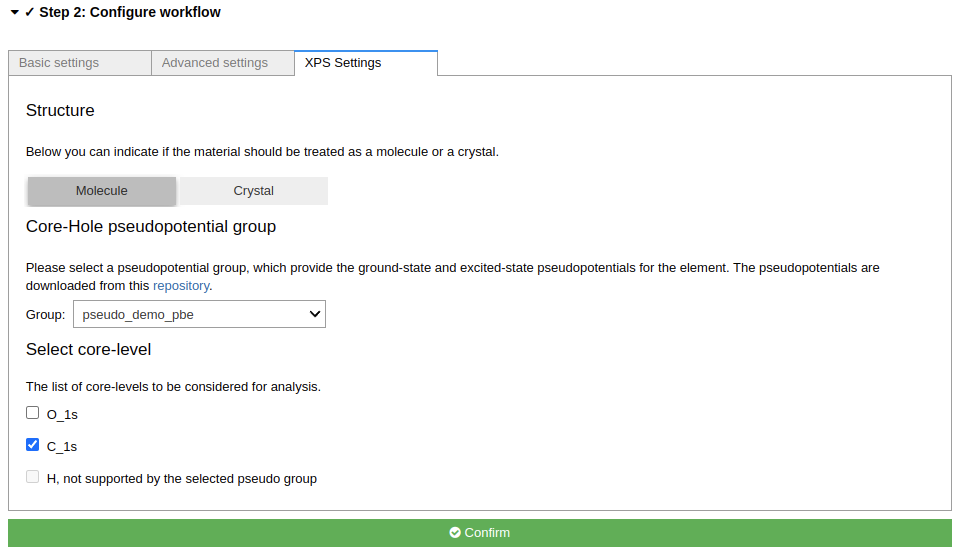 ✓ Step 2: Configure workflow
Basic settings
Advanced settings
XPS Settings
Structure
Below you can indicate if the material should be treated as a molecule or a crystal.
Molecule
Crystal
Core-Hole pseudopotential group
Please select a pseudopotential group, which provide the ground-state and excited-state pseudopotentials for the element. The pseudopotentials are
downloaded from this repository.
Group: pseudo_demo_pbe
Select core-level
The list of core-levels to be considered for analysis.
O_1s
C_1s
H, not supported by the selected pseudo group
Confirm